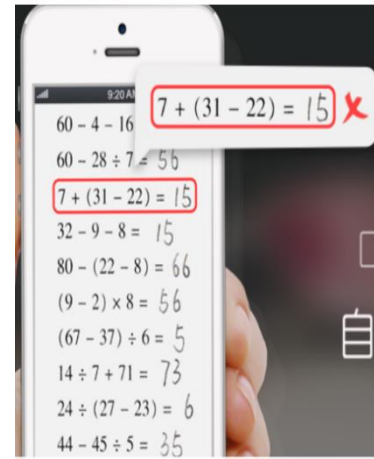 9:20 AM
60 – 4 – 16
7 + (31 – 22) = 15 ✗
60 – 28 ÷ 7 = 56
7 + (31 – 22) = 15
32 – 9 – 8 = 15
80 – (22 – 8) = 66
(9 – 2) × 8 = 56
(67 – 37) ÷ 6 = 5
14 ÷ 7 + 71 = 73
24 ÷ (27 – 23) = 6
44 – 45 ÷ 5 = 35